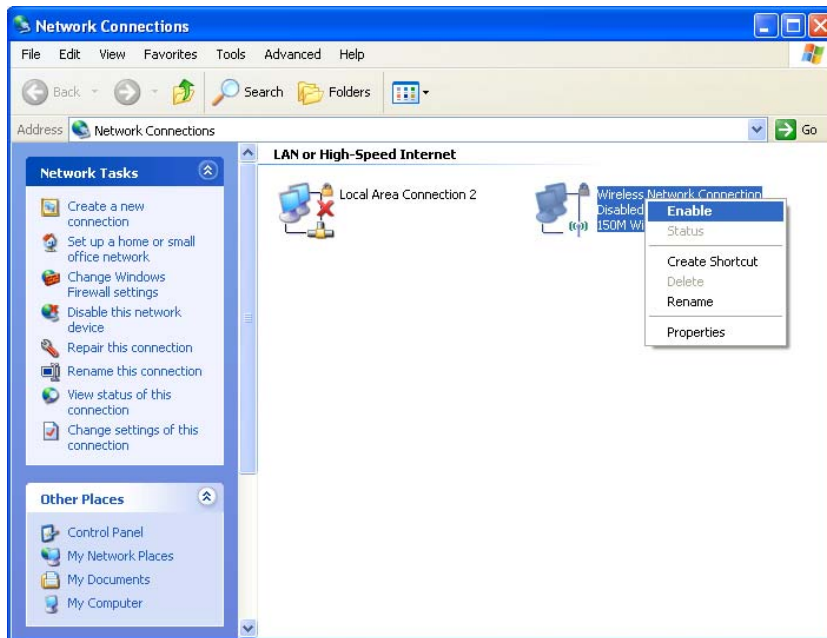 Network Connections
File Edit View Favorites Tools Advanced Help
Back Search Folders
Address Network Connections Go
Network Tasks
Create a new
connection
Set up a home or small
office network
Change Windows
Firewall settings
Disable this network
device
Repair this connection
Rename this connection
View status of this
connection
Change settings of this
connection
Other Places
Control Panel
My Network Places
My Documents
My Computer
LAN or High-Speed Internet
Local Area Connection 2
Wireless Network Connection
Disabled
150M Wi
Enable
Status
Create Shortcut
Delete
Rename
Properties